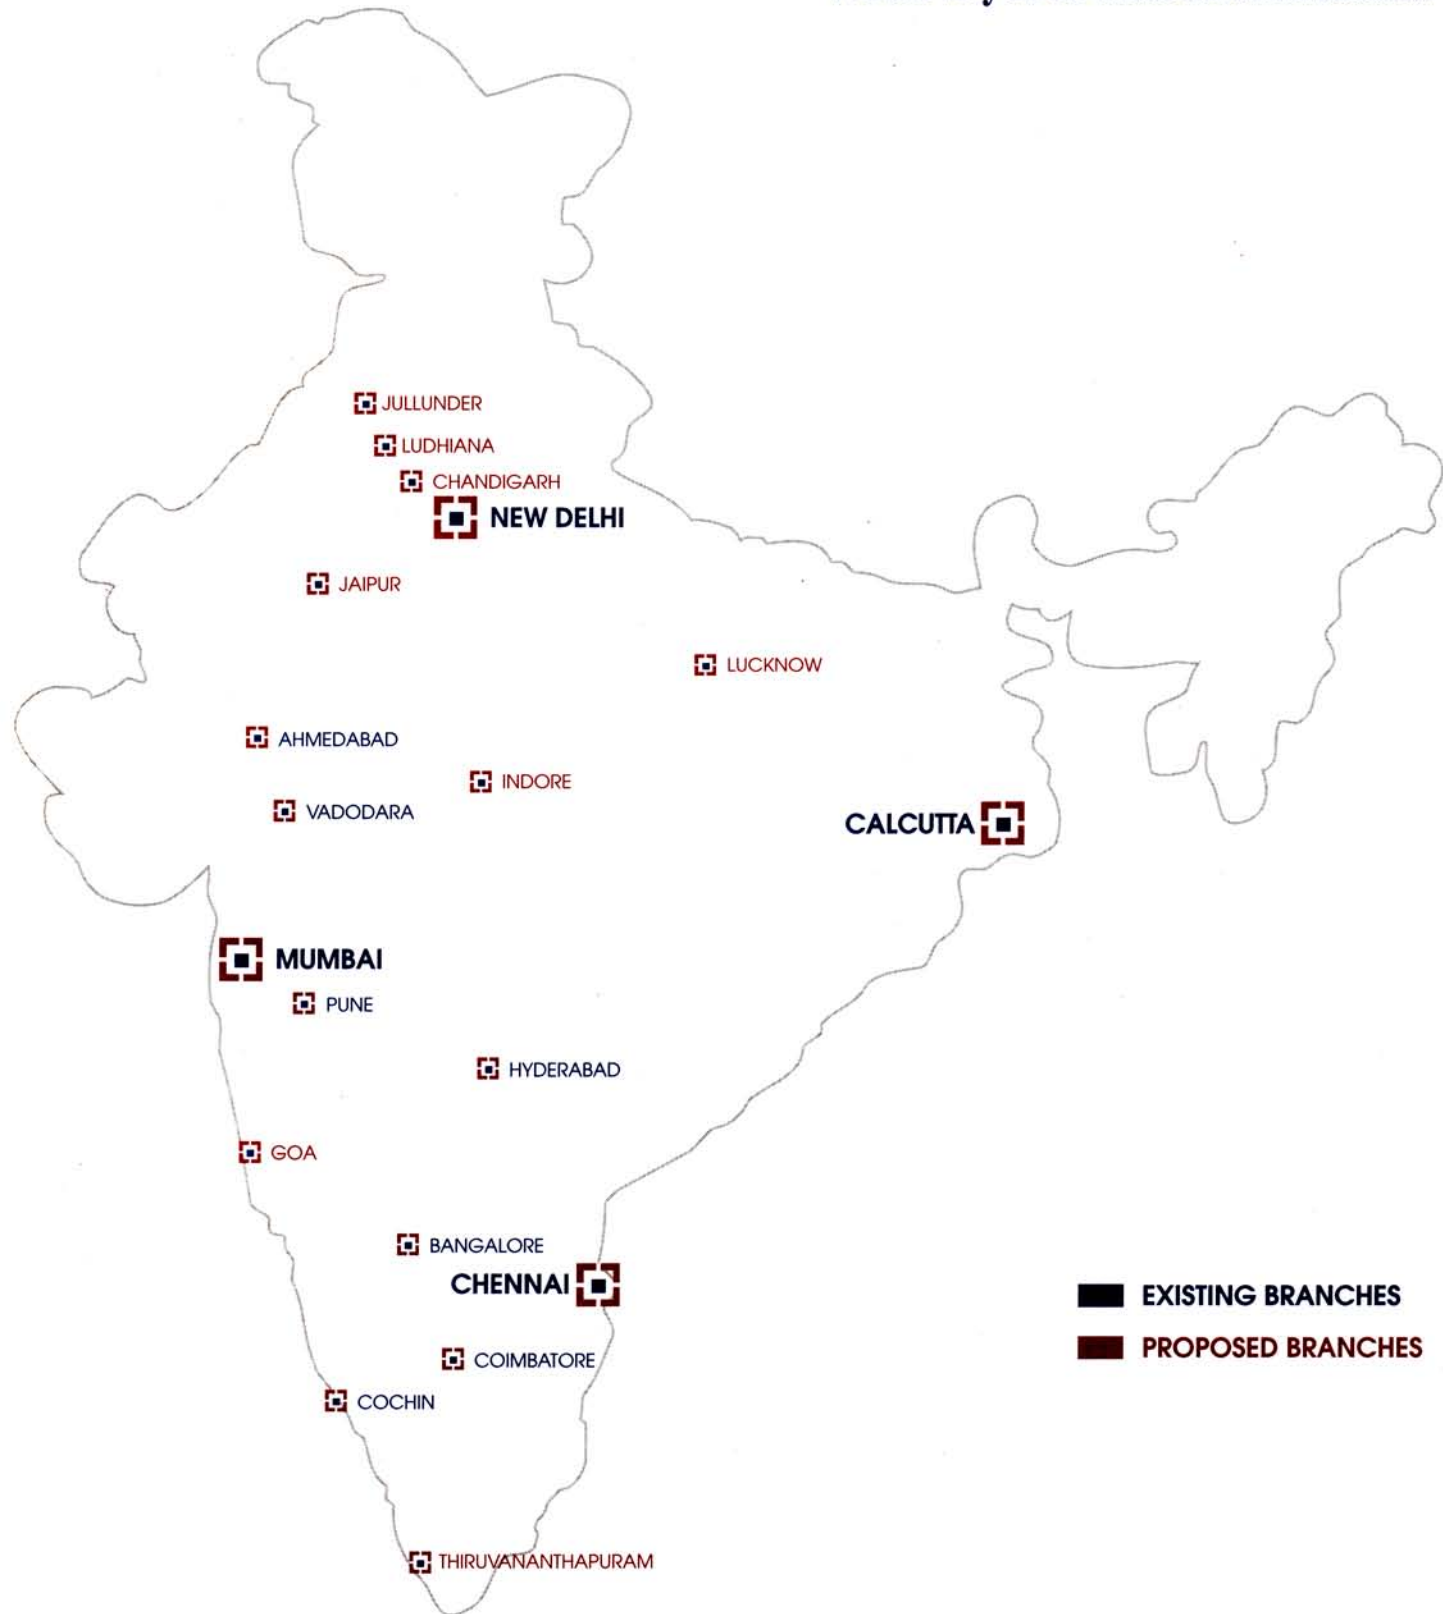 JULLUNDER
LUDHIANA
CHANDIGARH
NEW DELHI
JAIPUR
LUCKNOW
AHMEDABAD
INDORE
VADODARA
CALCUTTA
MUMBAI
PUNE
HYDERABAD
GOA
BANGALORE
CHENNAI
EXISTING BRANCHES
PROPOSED BRANCHES
COIMBATORE
COCHIN
THIRUVANANTHAPURAM